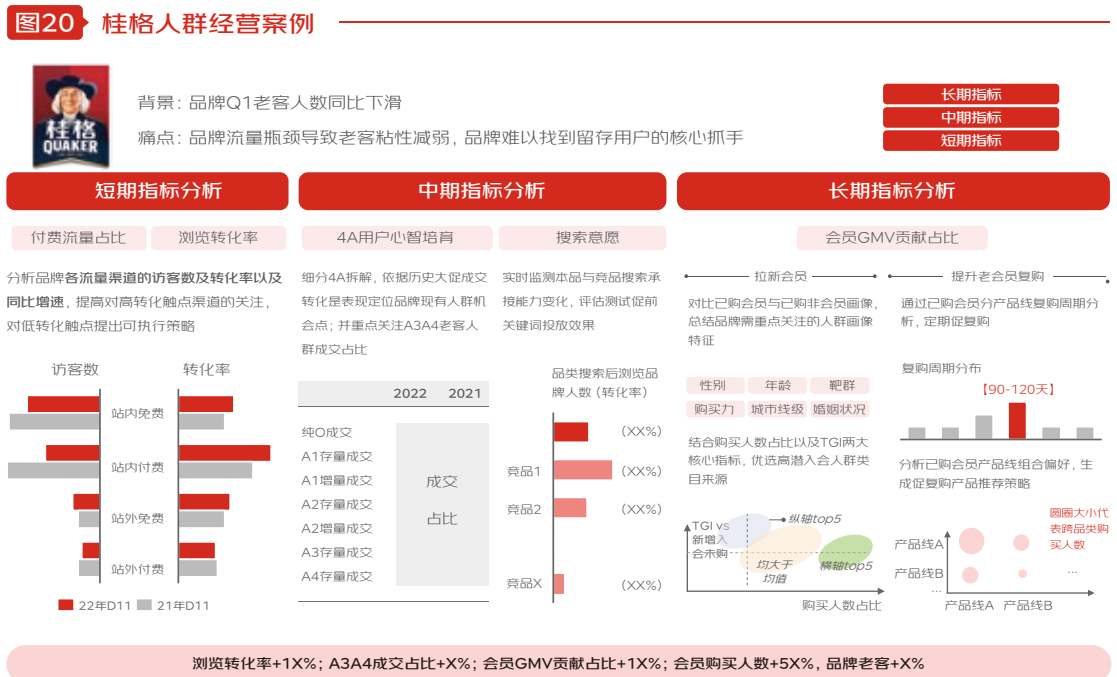 图20 桂格人群经营案例
桂格
QUAKER
背景：品牌Q1老客人数同比下滑
痛点：品牌流量瓶颈导致老客粘性减弱，品牌难以找到留存用户的核心抓手
长期指标
中期指标
短期指标
短期指标分析
付费流量占比 浏览转化率
分析品牌各流量渠道的访客数及转化率以及
同比增速，提高对高转化触点渠道的关注，
对低转化触点提出可执行策略
访客数 转化率
站内免费
站内付费
站外免费
站外付费
22年D11 21年D11
中期指标分析
4A用户心智培育 搜索意愿
细分4A拆解，依据历史大促成交
转化是表现定位品牌现有人群机
会点；并重点关注A3A4老客人
群成交占比
2022 2021
纯O成交
A1存量成交
A1增量成交
A2存量成交
A2增量成交
A3存量成交
A4存量成交
成交
占比
实时监测本品与竞品搜索承
接能力变化，评估测试促前
关键词投放效果
品类搜索后浏览品
牌人数（转化率）
（XX%）
竞品1 （XX%）
竞品2 （XX%）
竞品X （XX%）
长期指标分析
会员GMV贡献占比
拉新会员
对比已购会员与已购非会员画像，
总结品牌需重点关注的人群画像
特征
性别 年龄 靶群
购买力 城市线级 婚姻状况
结合购买人数占比以及TGI两大
核心指标，优选高潜入会人群类
目来源
TGI vs
新增入
会未购
纵轴top5
均大于
均值
横轴top5
购买人数占比
提升老会员复购
通过已购会员分产品线复购周期分
析，定期促复购
复购周期分布
【90-120天】
分析已购会员产品线组合偏好，生
成促复购产品推荐策略
圆圈大小代
表跨品类购
买人数
产品线A
产品线B ...
...
产品线A 产品线B
浏览转化率+1X%；A3A4成交占比+X%；会员GMV贡献占比+1X%；会员购买人数+5X%，品牌老客+X%